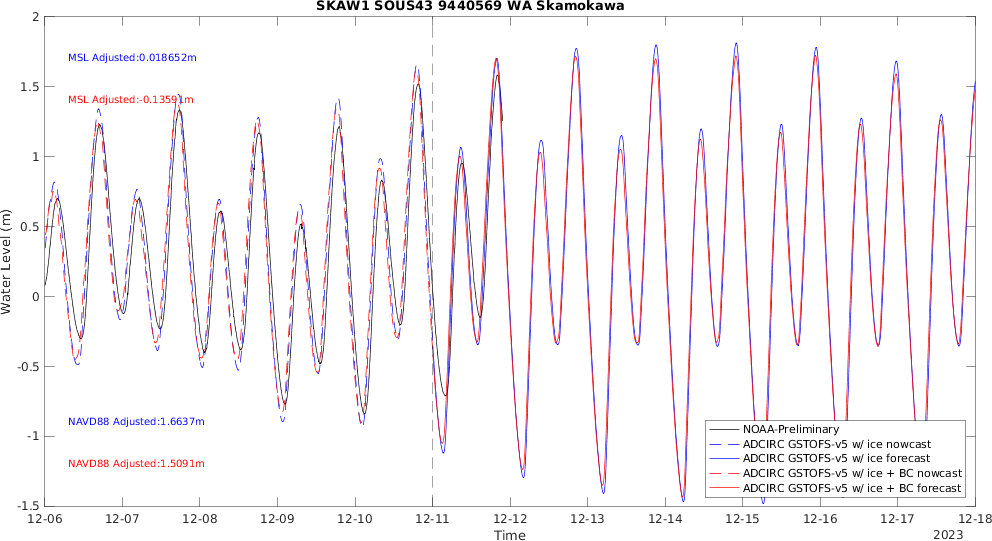 SKAW1 SOUS43 9440569 WA Skamokawa
2
1.5
1
0.5
0
-0.5
-1
-1.5
Water Level (m)
MSL Adjusted:0.018652m
MSL Adjusted:-0.13591m
NAVD88 Adjusted:1.6637m
NAVD88 Adjusted:1.5091m
NOAA-Preliminary
ADCIRC GSTOFS-v5 w/ ice nowcast
ADCIRC GSTOFS-v5 w/ ice forecast
ADCIRC GSTOFS-v5 w/ ice + BC nowcast
ADCIRC GSTOFS-v5 w/ ice + BC forecast
12-06 12-07 12-08 12-09 12-10 12-11 12-12 12-13 12-14 12-15 12-16 12-17 12-18
Time
2023